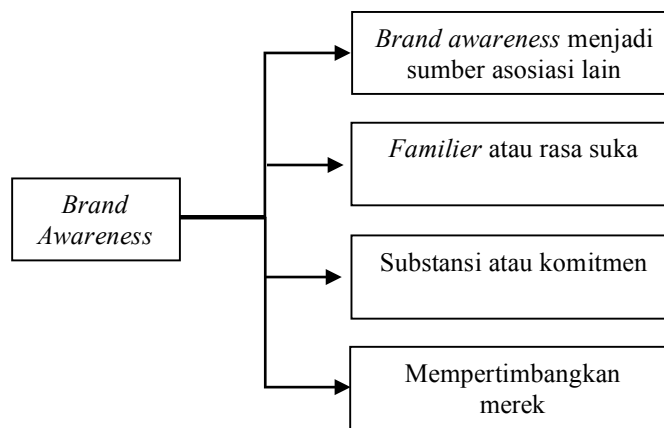 Brand awareness menjadi
sumber asosiasi lain
Familier atau rasa suka
Brand
Awareness
Substansi atau komitmen
Mempertimbangkan
merek